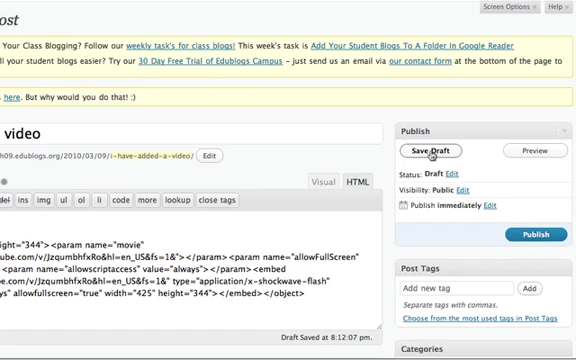 Screen Options
Help
ost
Your Class Blogging? Follow our weekly task's for class blogs! This week's task is Add Your Student Blogs To A Folder In Google Reader
ll your student blogs easier? Try our 30 Day Free Trial of Edublogs Campus – just send us an email via our contact form at the bottom of the page to
here. But why would you do that! :)
video
h09.edublogs.org/2010/03/09/i-have-added-a-video/ Edit
Visual HTML
del ins img ul ol li code more lookup close tags
ight="344"><param name="movie"
ube.com/v/JzqumbhfxRo&hl=en_US&fs=1&"></param><param name="allowFullScreen"
<param name="allowscriptaccess" value="always"></param><embed
be.com/v/JzqumbhfxRo&hl=en_US&fs=1&" type="application/x-shockwave-flash"
ys" allowfullscreen="true" width="425" height="344"></embed></object>
Draft Saved at 8:12:07 pm.
Publish
Save Draft Preview
Status: Draft Edit
Visibility: Public Edit
Publish immediately Edit
Publish
Post Tags
Add new tag Add
Separate tags with commas.
Choose from the most used tags in Post Tags
Categories